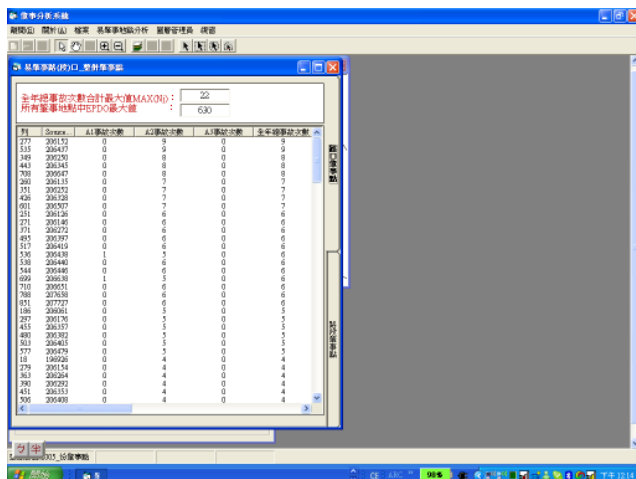 肇事分析系統
離開(E) 關於(A) 檔案 易肇事地點分析 圖層管理員 視窗
易肇事路(段)口_整併肇事點
全年總事故次數合計最大值MAX(Nj): 22
所有肇事地點中EPDO最大值 : 630
列 Source... A1事故次數 A2事故次數 A3事故次數 全年總事故次數
277 206152 0 9 0 9
535 206437 0 9 0 9
349 206250 0 8 0 8
443 206345 0 8 0 8
708 206647 0 8 0 8
260 206135 0 7 0 7
351 206252 0 7 0 7
426 206328 0 7 0 7
601 206507 0 7 0 7
251 206126 0 6 0 6
271 206146 0 6 0 6
371 206272 0 6 0 6
495 206397 0 6 0 6
517 206419 0 6 0 6
536 206438 1 5 0 6
538 206440 0 6 0 6
544 206446 0 6 0 6
699 206638 1 5 0 6
710 206651 0 6 0 6
788 207658 0 6 0 6
851 207727 0 6 0 6
186 206061 0 5 0 5
297 206176 0 5 0 5
455 206357 0 5 0 5
480 206382 0 5 0 5
503 206405 0 5 0 5
577 206479 0 5 0 5
18 196926 0 4 0 4
279 206154 0 4 0 4
363 206264 0 4 0 4
390 206292 0 4 0 4
451 206353 0 4 0 4
506 206408 0 4 0 4
路口肇事點
路段肇事點
ㄅ 半
98%
下午 12:14